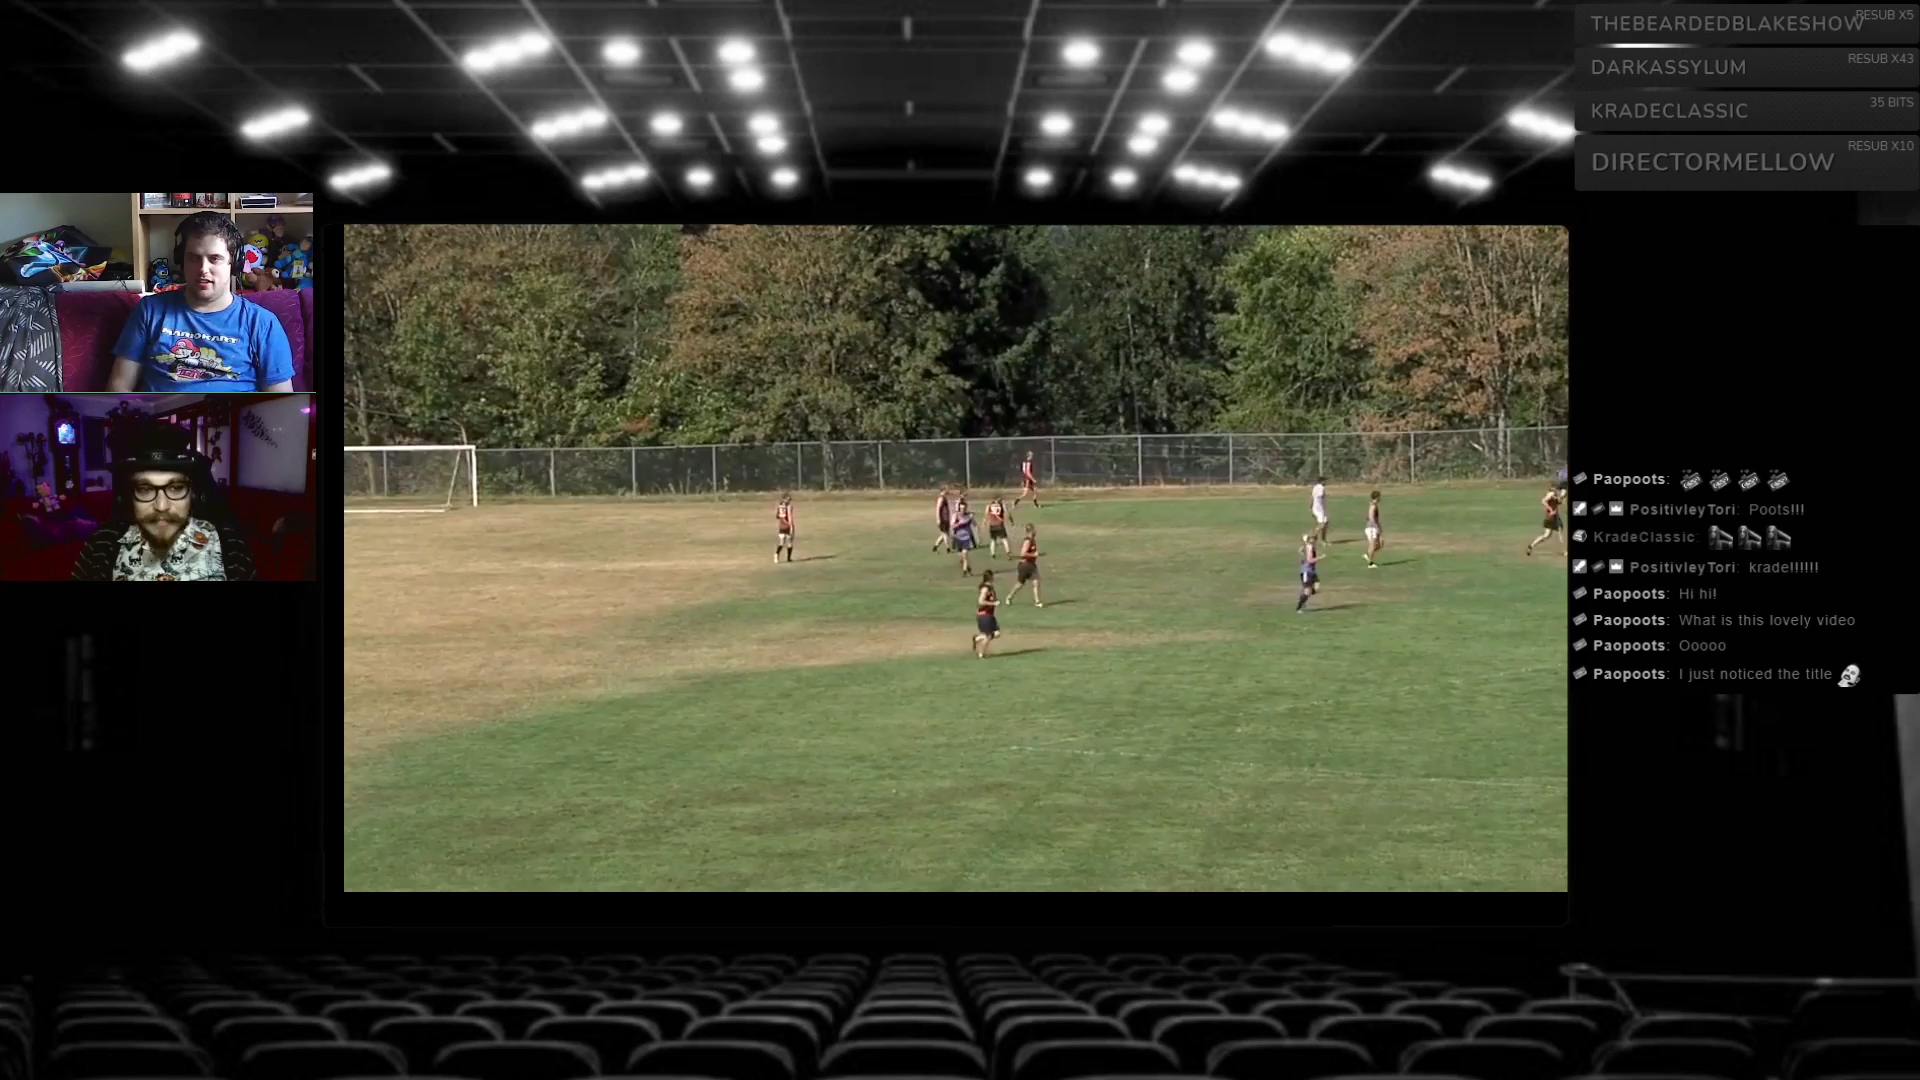 RESUB X5
THEBEARDEDBLAKESHOW
RESUB X43
DARKASSYLUM
35 BITS
KRADECLASSIC
RESUB X10
DIRECTORMELLOW
MARIOKART
Paopoots:
PositivleyTori: Poots!!!
KradeClassic:
PositivleyTori: krade!!!!!!
Paopoots: Hi hi!
Paopoots: What is this lovely video
Paopoots: Ooooo
Paopoots: I just noticed the title